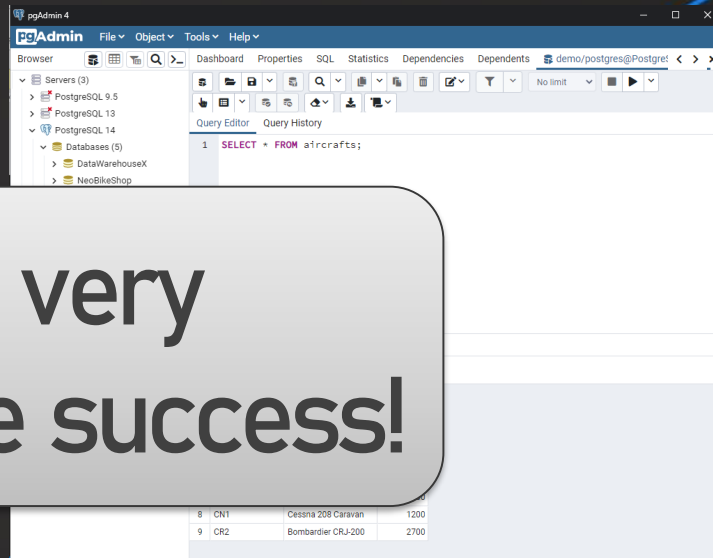 pgAdmin 4
pgAdmin File Object Tools Help
Browser Dashboard Properties SQL Statistics Dependencies Dependents demo/postgres@PostgreS
Servers (3)
No limit
PostgreSQL 9.5
PostgreSQL 13
PostgreSQL 14
Query Editor Query History
Databases (5)
1 SELECT * FROM aircrafts;
DataWarehouseX
NeoBikeShop
very
e success!
8 CN1 Cessna 208 Caravan 1200
9 CR2 Bombardier CRJ-200 2700